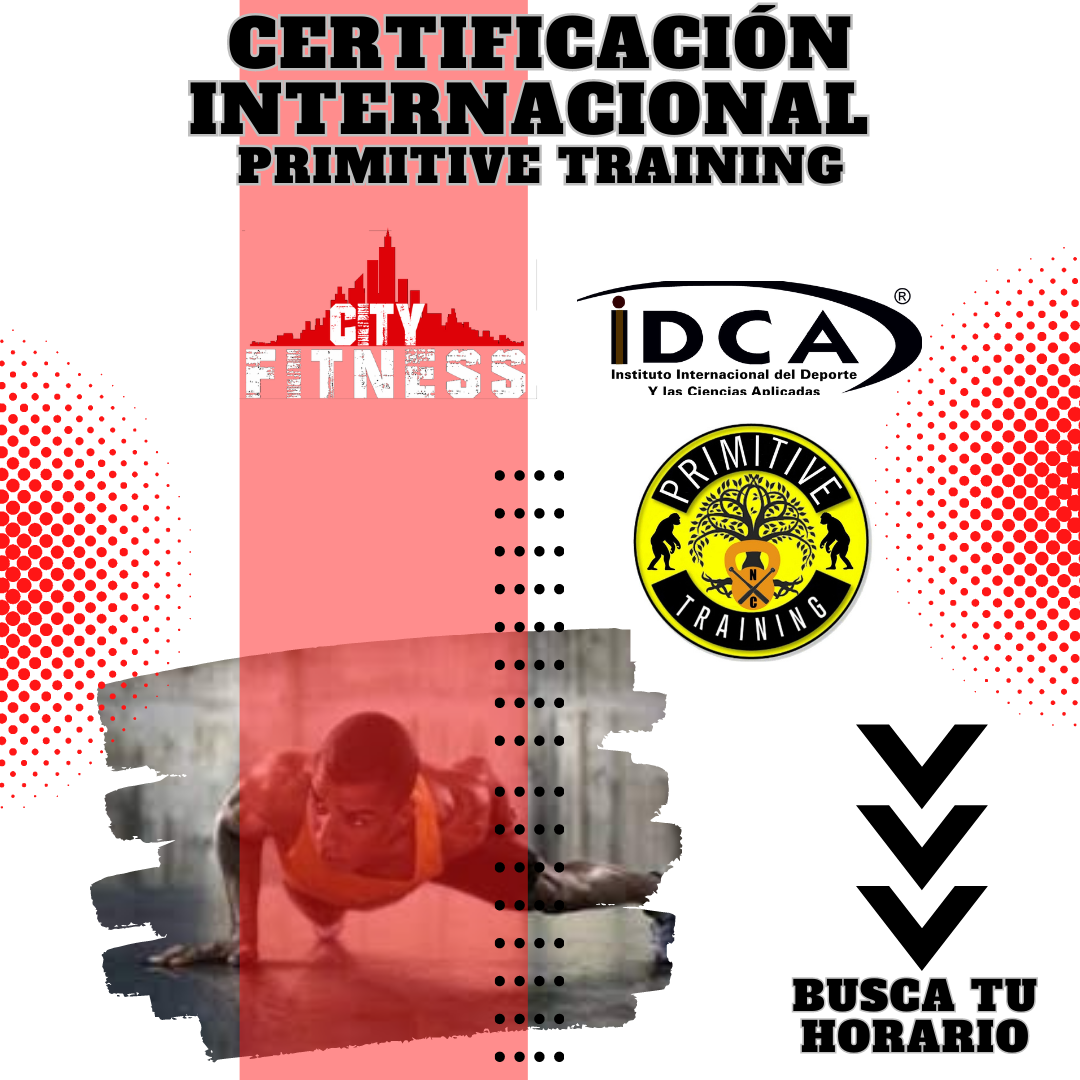 CERTIFICACIÓN
INTERNACIONAL
PRIMITIVE TRAINING
CITY
FITNESS
iDCA®
Instituto Internacional del Deporte
Y las Ciencias Aplicadas
PRIMITIVE
N
C
TRAINING
BUSCA TU
HORARIO